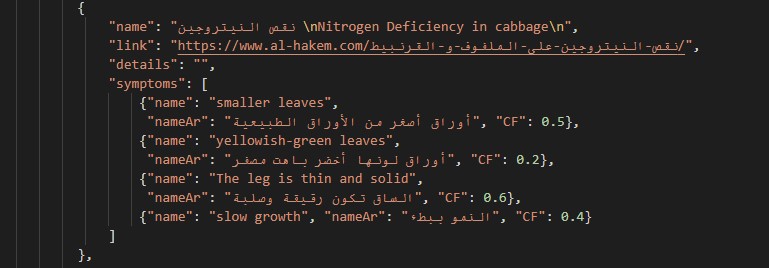 {
"name": "نقص النيتروجين \nNitrogen Deficiency in cabbage\n",
"link": "https://www.al-hakem.com/نقص-النيتروجين-على-الملفوف-و-القرنبيط/",
"details": "",
"symptoms": [
{"name": "smaller leaves",
"nameAr": "أوراق أصغر من الأوراق الطبيعية", "CF": 0.5},
{"name": "yellowish-green leaves",
"nameAr": "أوراق لونها أخضر باهت مصفر", "CF": 0.2},
{"name": "The leg is thin and solid",
"nameAr": "الساق تكون رقيقة وصلبة", "CF": 0.6},
{"name": "slow growth", "nameAr": "النمو ببطء", "CF": 0.4}
]
},